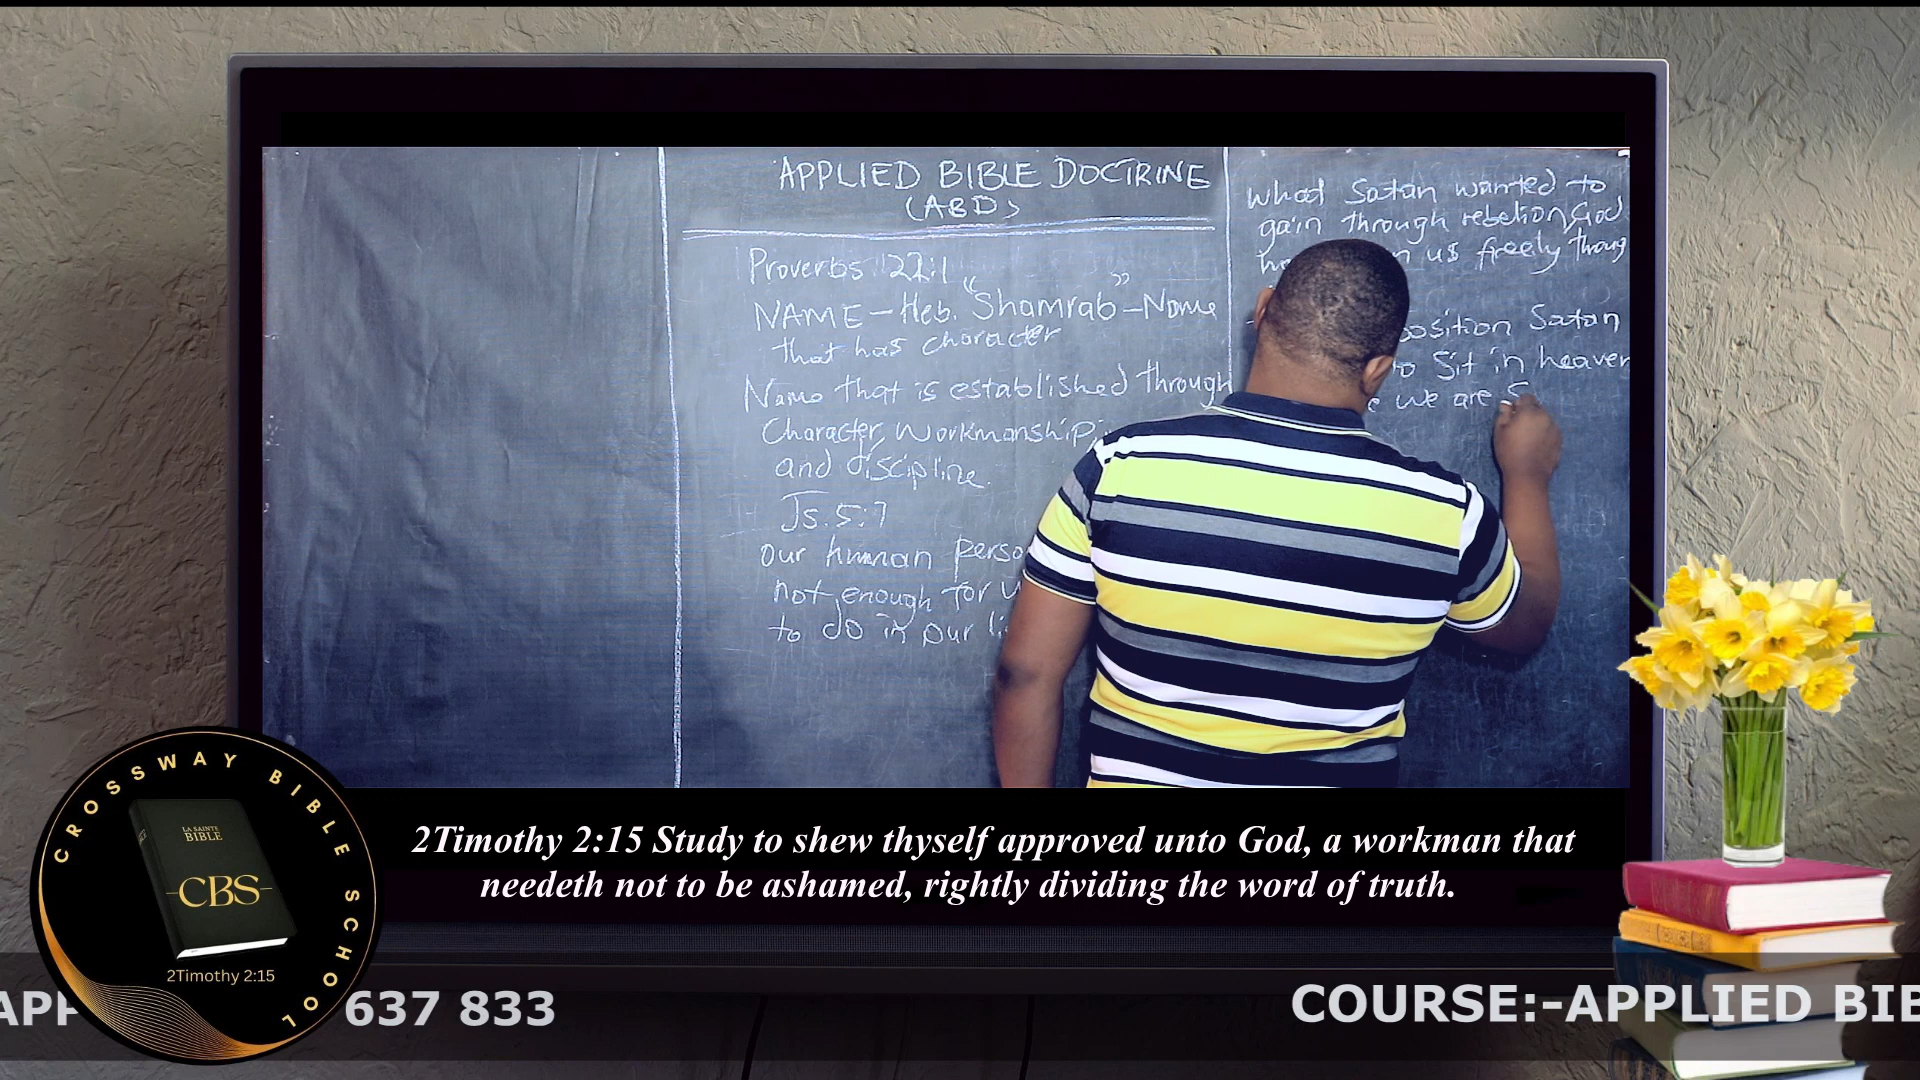 APPLIED BIBLE DOCTRINE
(ABD)
Proverbs 22:1
NAME - Heb. "Shamrab" - Name
that has character
Name that is established through
Character, Workmanship,
and discipline.
Js. 5:7
our human
not enough for
to do in our
What Satan wanted to
gain through rebelion, God
us freely
Satan
to Sit in heaven
we are S
2Timothy 2:15 Study to shew thyself approved unto God, a workman that
needeth not to be ashamed, rightly dividing the word of truth.
CROSSWAY BIBLE SCHOOL
LA SAINTE
BIBLE
CBS
2Timothy 2:15
APP
637 833
COURSE:-APPLIED BIB